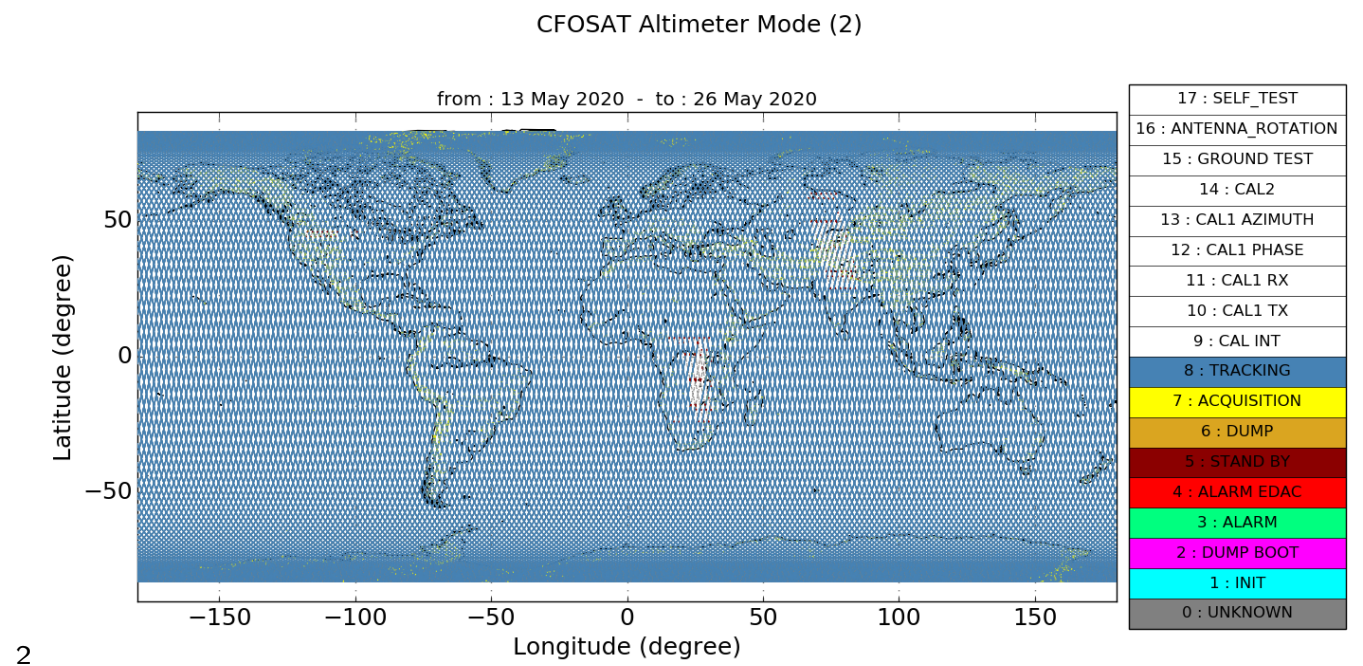 CFOSAT Altimeter Mode (2)
from : 13 May 2020 - to : 26 May 2020
17 : SELF_TEST
16 : ANTENNA_ROTATION
15 : GROUND TEST
14 : CAL2
13 : CAL1 AZIMUTH
12 : CAL1 PHASE
11 : CAL1 RX
10 : CAL1 TX
9 : CAL INT
8 : TRACKING
7 : ACQUISITION
6 : DUMP
5 : STAND BY
4 : ALARM EDAC
3 : ALARM
2 : DUMP BOOT
1 : INIT
0 : UNKNOWN
Latitude (degree)
50
0
−50
−150 −100 −50 0 50 100 150
Longitude (degree)
2